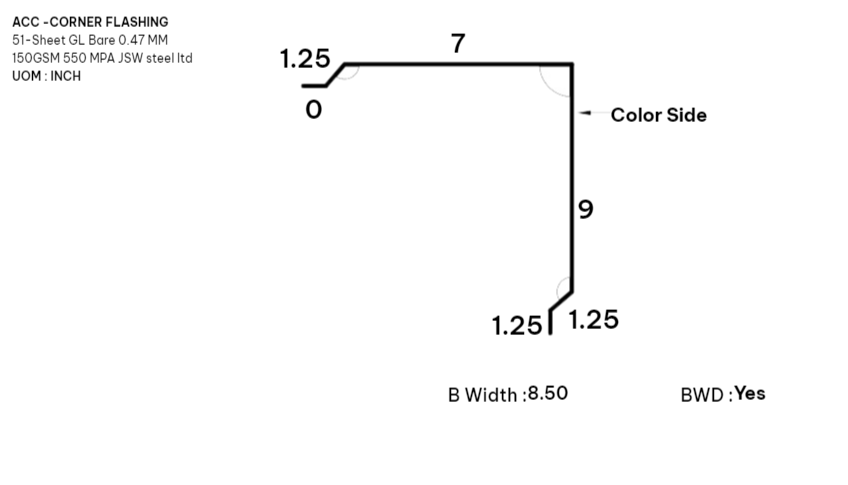 ACC -CORNER FLASHING
51-Sheet GL Bare 0.47 MM
150GSM 550 MPA JSW steel ltd
UOM : INCH
7
1.25
0
Color Side
9
1.25 1.25
B Width :8.50 BWD :Yes